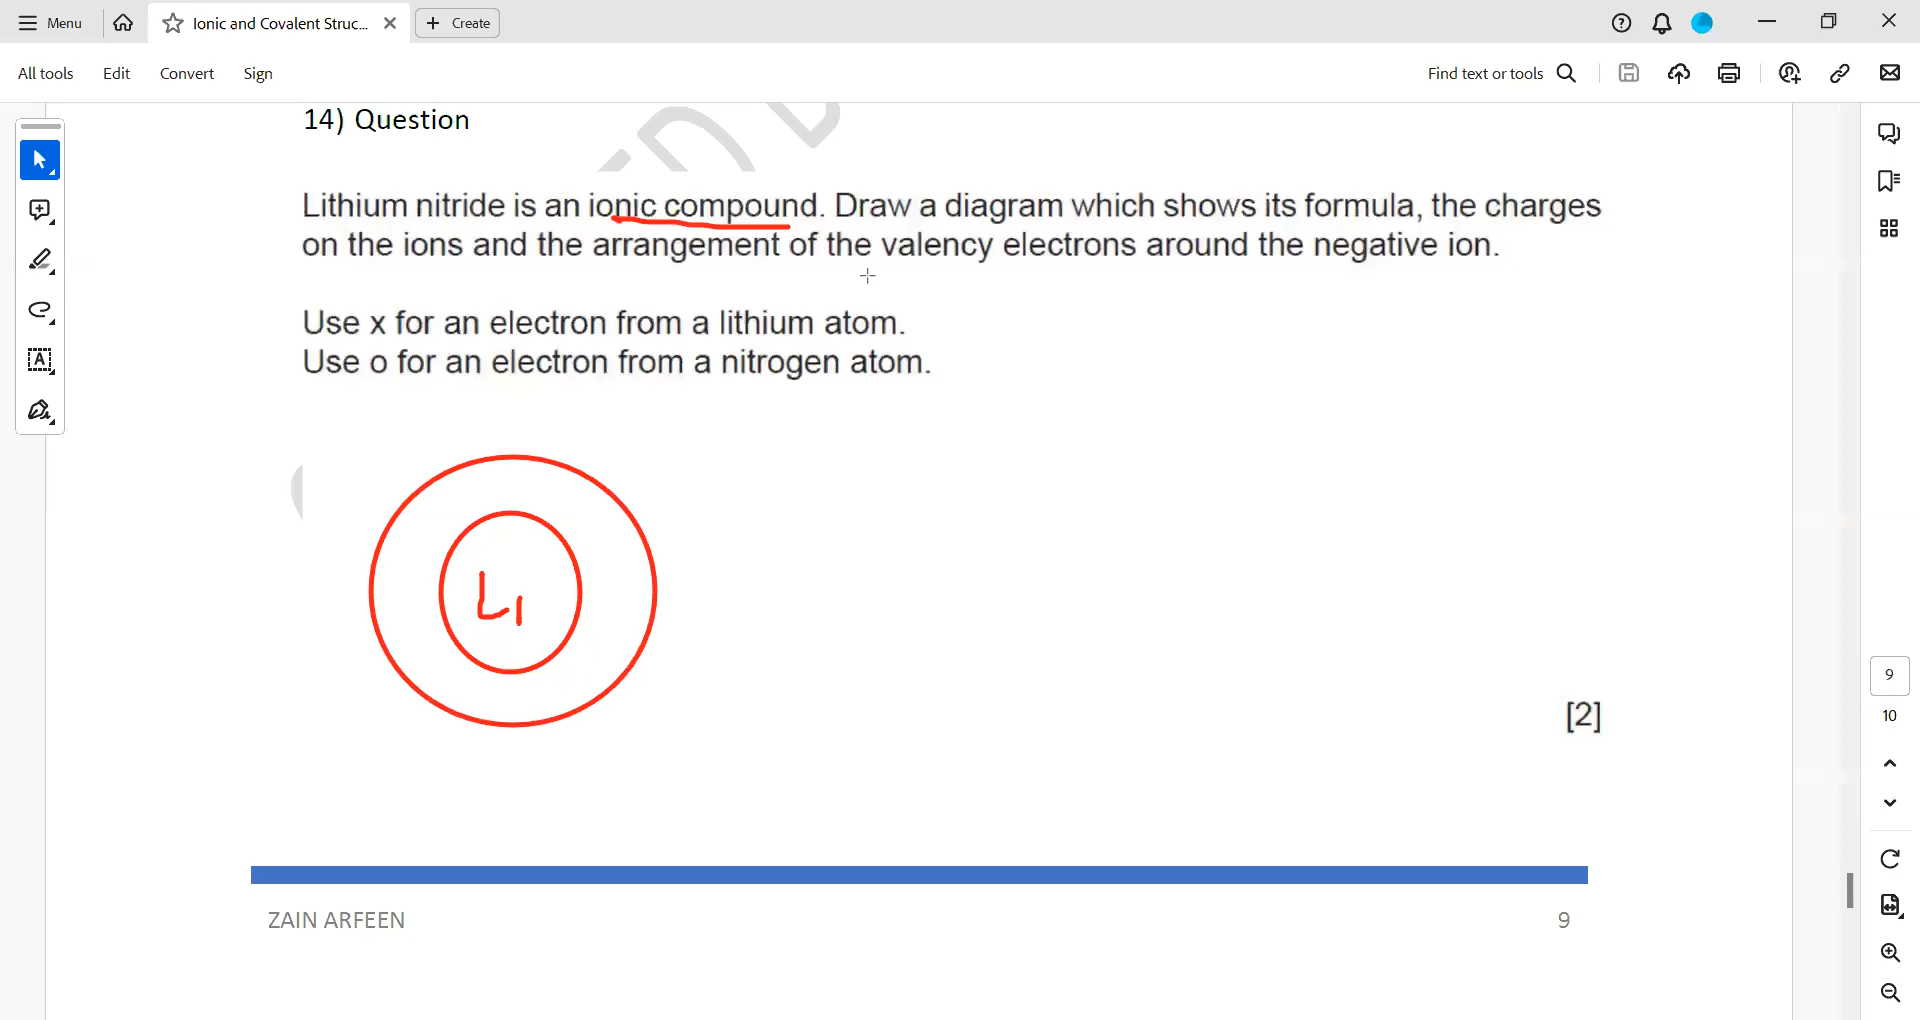 Menu
Ionic and Covalent Struc...
Create
All tools
Edit
Convert
Sign
Find text or tools
14) Question
Lithium nitride is an ionic compound. Draw a diagram which shows its formula, the charges
on the ions and the arrangement of the valency electrons around the negative ion.
Use x for an electron from a lithium atom.
Use o for an electron from a nitrogen atom.
Li
[2]
ZAIN ARFEEN
9
9
10